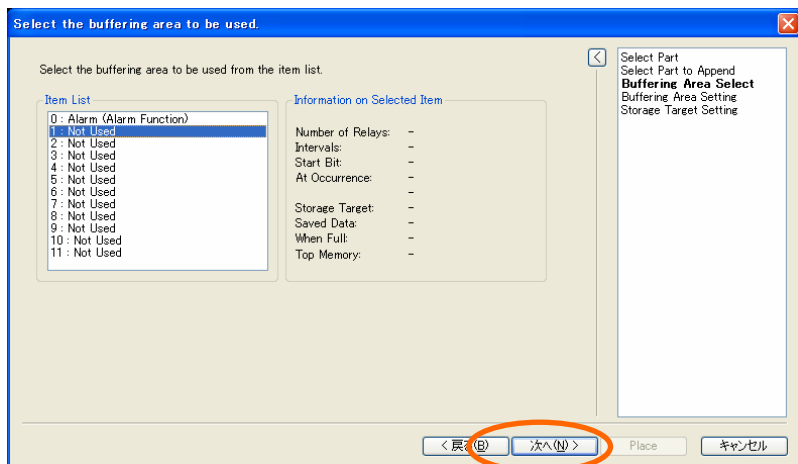 Select the buffering area to be used.
Select the buffering area to be used from the item list.
Item List
0 : Alarm (Alarm Function)
1 : Not Used
2 : Not Used
3 : Not Used
4 : Not Used
5 : Not Used
6 : Not Used
7 : Not Used
8 : Not Used
9 : Not Used
10 : Not Used
11 : Not Used
Information on Selected Item
Number of Relays: -
Intervals: -
Start Bit: -
At Occurrence: -
-
Storage Target: -
Saved Data: -
When Full: -
Top Memory: -
<
Select Part
Select Part to Append
Buffering Area Select
Buffering Area Setting
Storage Target Setting
< 戻る(B) 次へ(N) > Place キャンセル